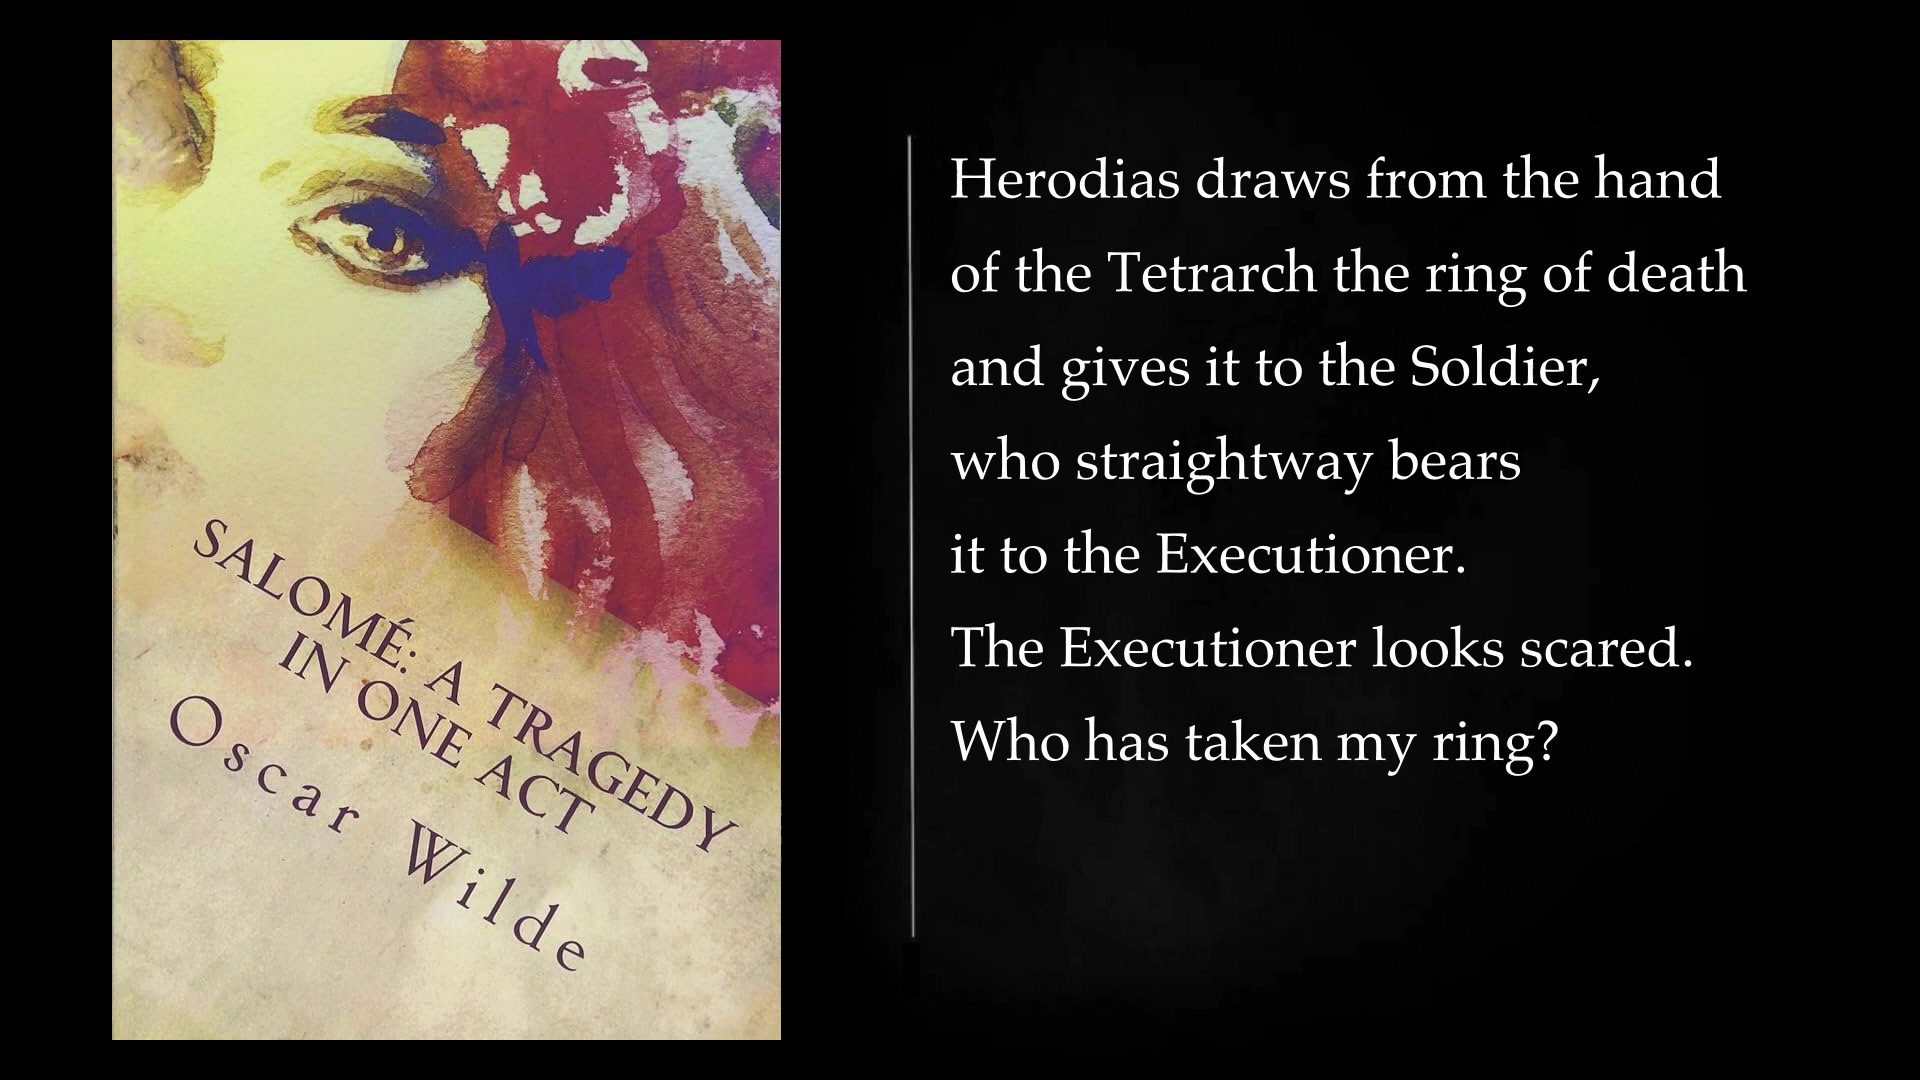 SALOMÉ: A TRAGEDY
IN ONE ACT
Oscar Wilde
Herodias draws from the hand
of the Tetrarch the ring of death
and gives it to the Soldier,
who straightway bears
it to the Executioner.
The Executioner looks scared.
Who has taken my ring?